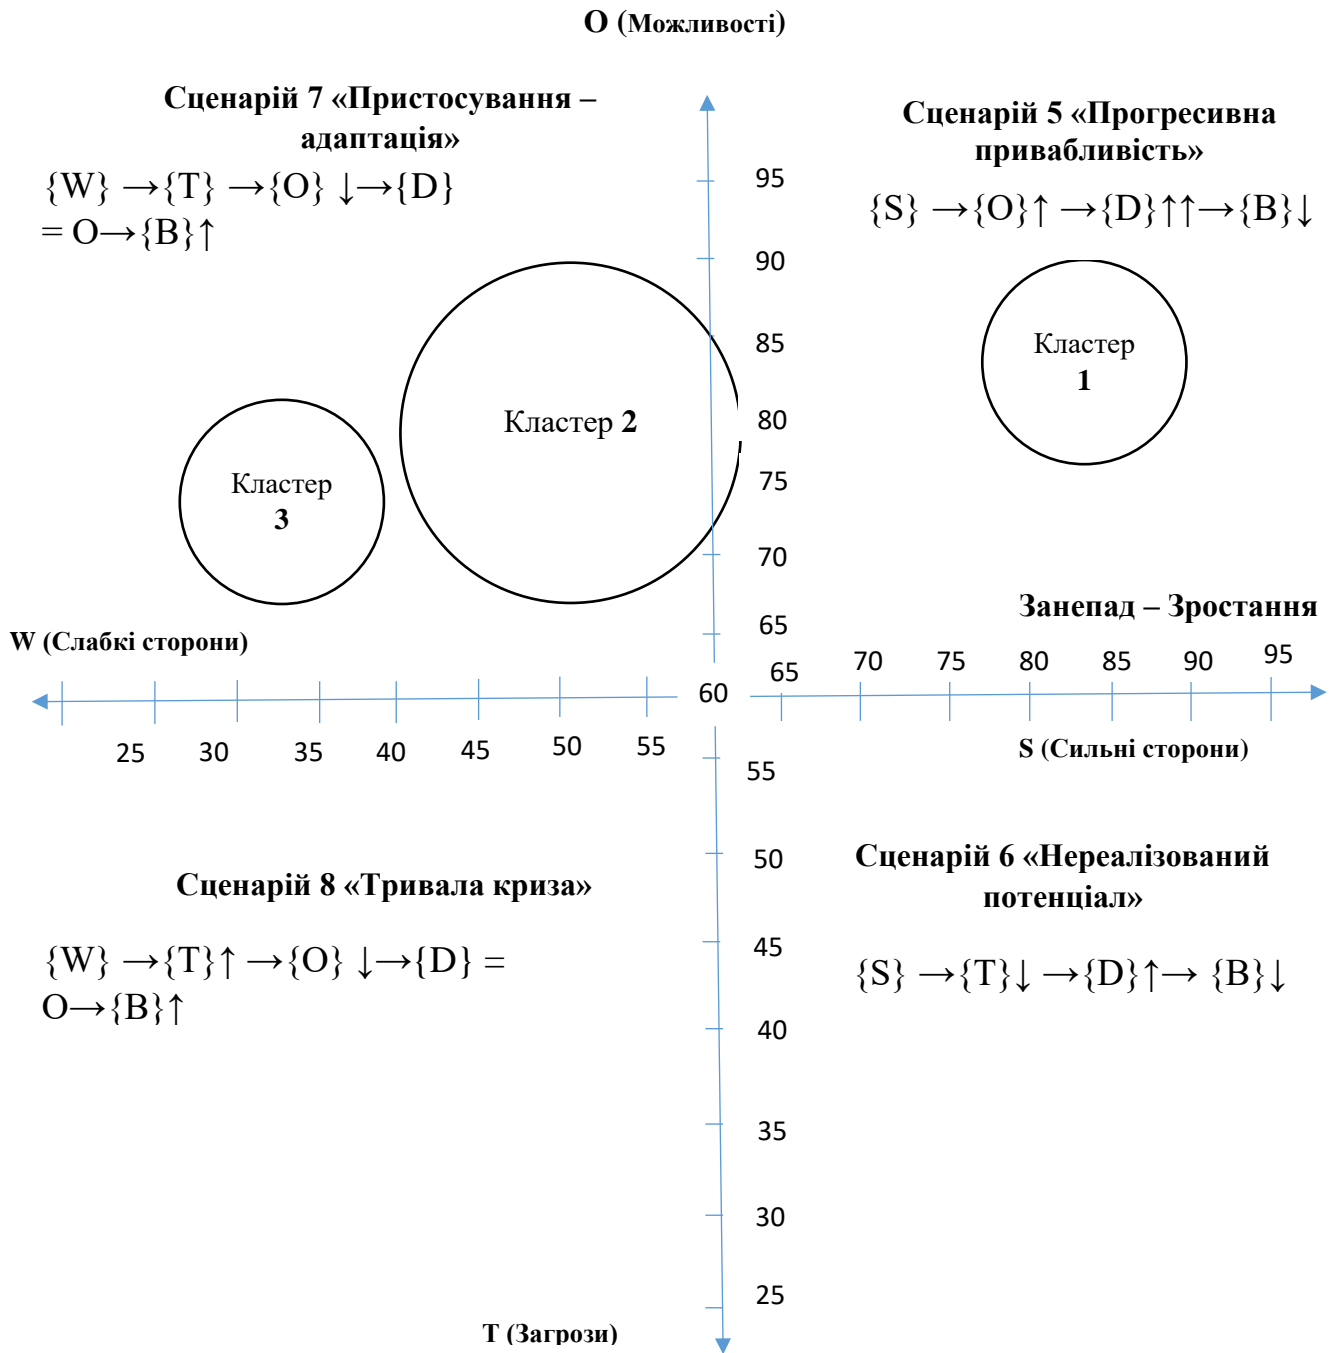 O (Можливості)
Сценарій 7 «Пристосування –
адаптація»
{W} →{T} →{O} ↓→{D}
= O→{B}↑
Сценарій 5 «Прогресивна
привабливість»
{S} →{O}↑ →{D}↑↑→{B}↓
95
90
85
80
75
70
65
Кластер
1
Кластер 2
Кластер
3
Занепад – Зростання
W (Слабкі сторони)
65
70
75
80
85
90
95
60
25
30
35
40
45
50
55
S (Сильні сторони)
55
50
45
40
35
30
25
Сценарій 8 «Тривала криза»
{W} →{T}↑ →{O} ↓→{D} =
O→{B}↑
Сценарій 6 «Нереалізований
потенціал»
{S} →{T}↓ →{D}↑→ {B}↓
T (Загрози)